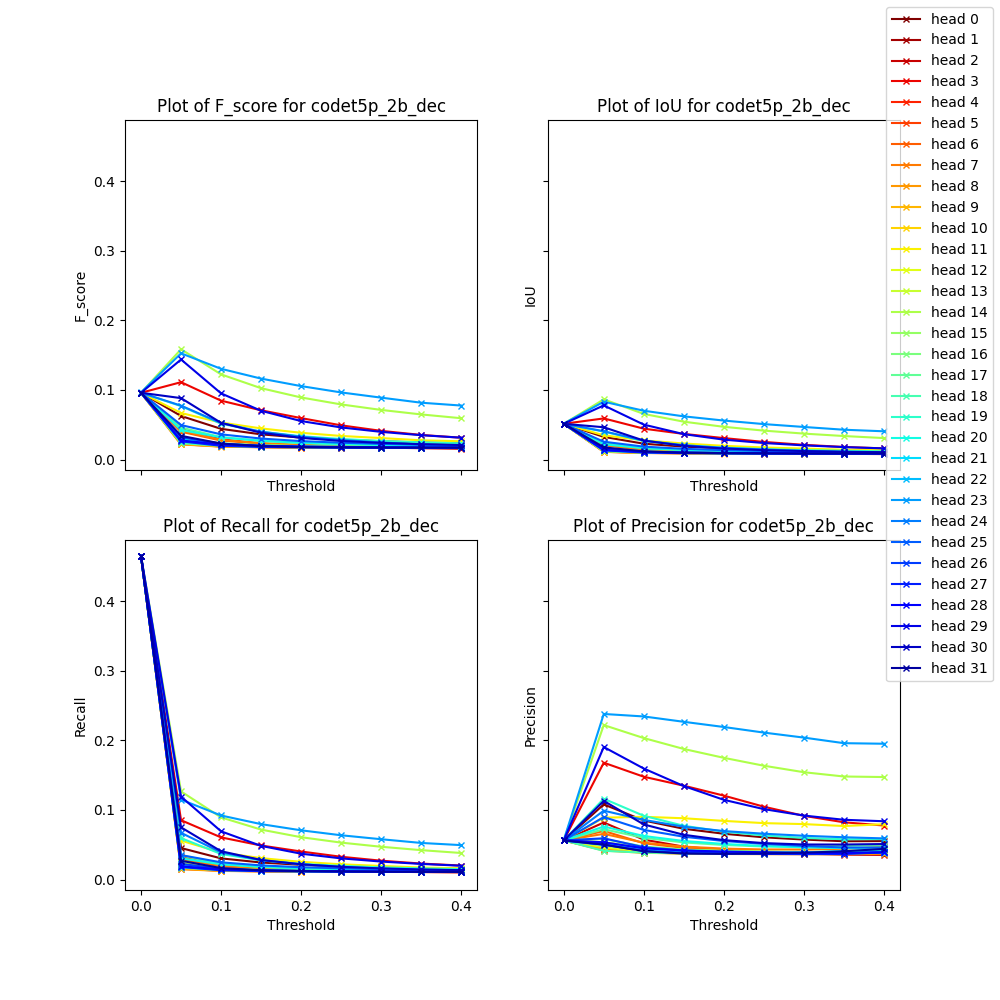 Plot of F_score for codet5p_2b_dec
F_score
0.4
0.3
0.2
0.1
0.0
Threshold
Plot of IoU for codet5p_2b_dec
IoU
Threshold
Plot of Recall for codet5p_2b_dec
Recall
0.4
0.3
0.2
0.1
0.0
0.0 0.1 0.2 0.3 0.4
Threshold
Plot of Precision for codet5p_2b_dec
Precision
0.0 0.1 0.2 0.3 0.4
Threshold
head 0
head 1
head 2
head 3
head 4
head 5
head 6
head 7
head 8
head 9
head 10
head 11
head 12
head 13
head 14
head 15
head 16
head 17
head 18
head 19
head 20
head 21
head 22
head 23
head 24
head 25
head 26
head 27
head 28
head 29
head 30
head 31